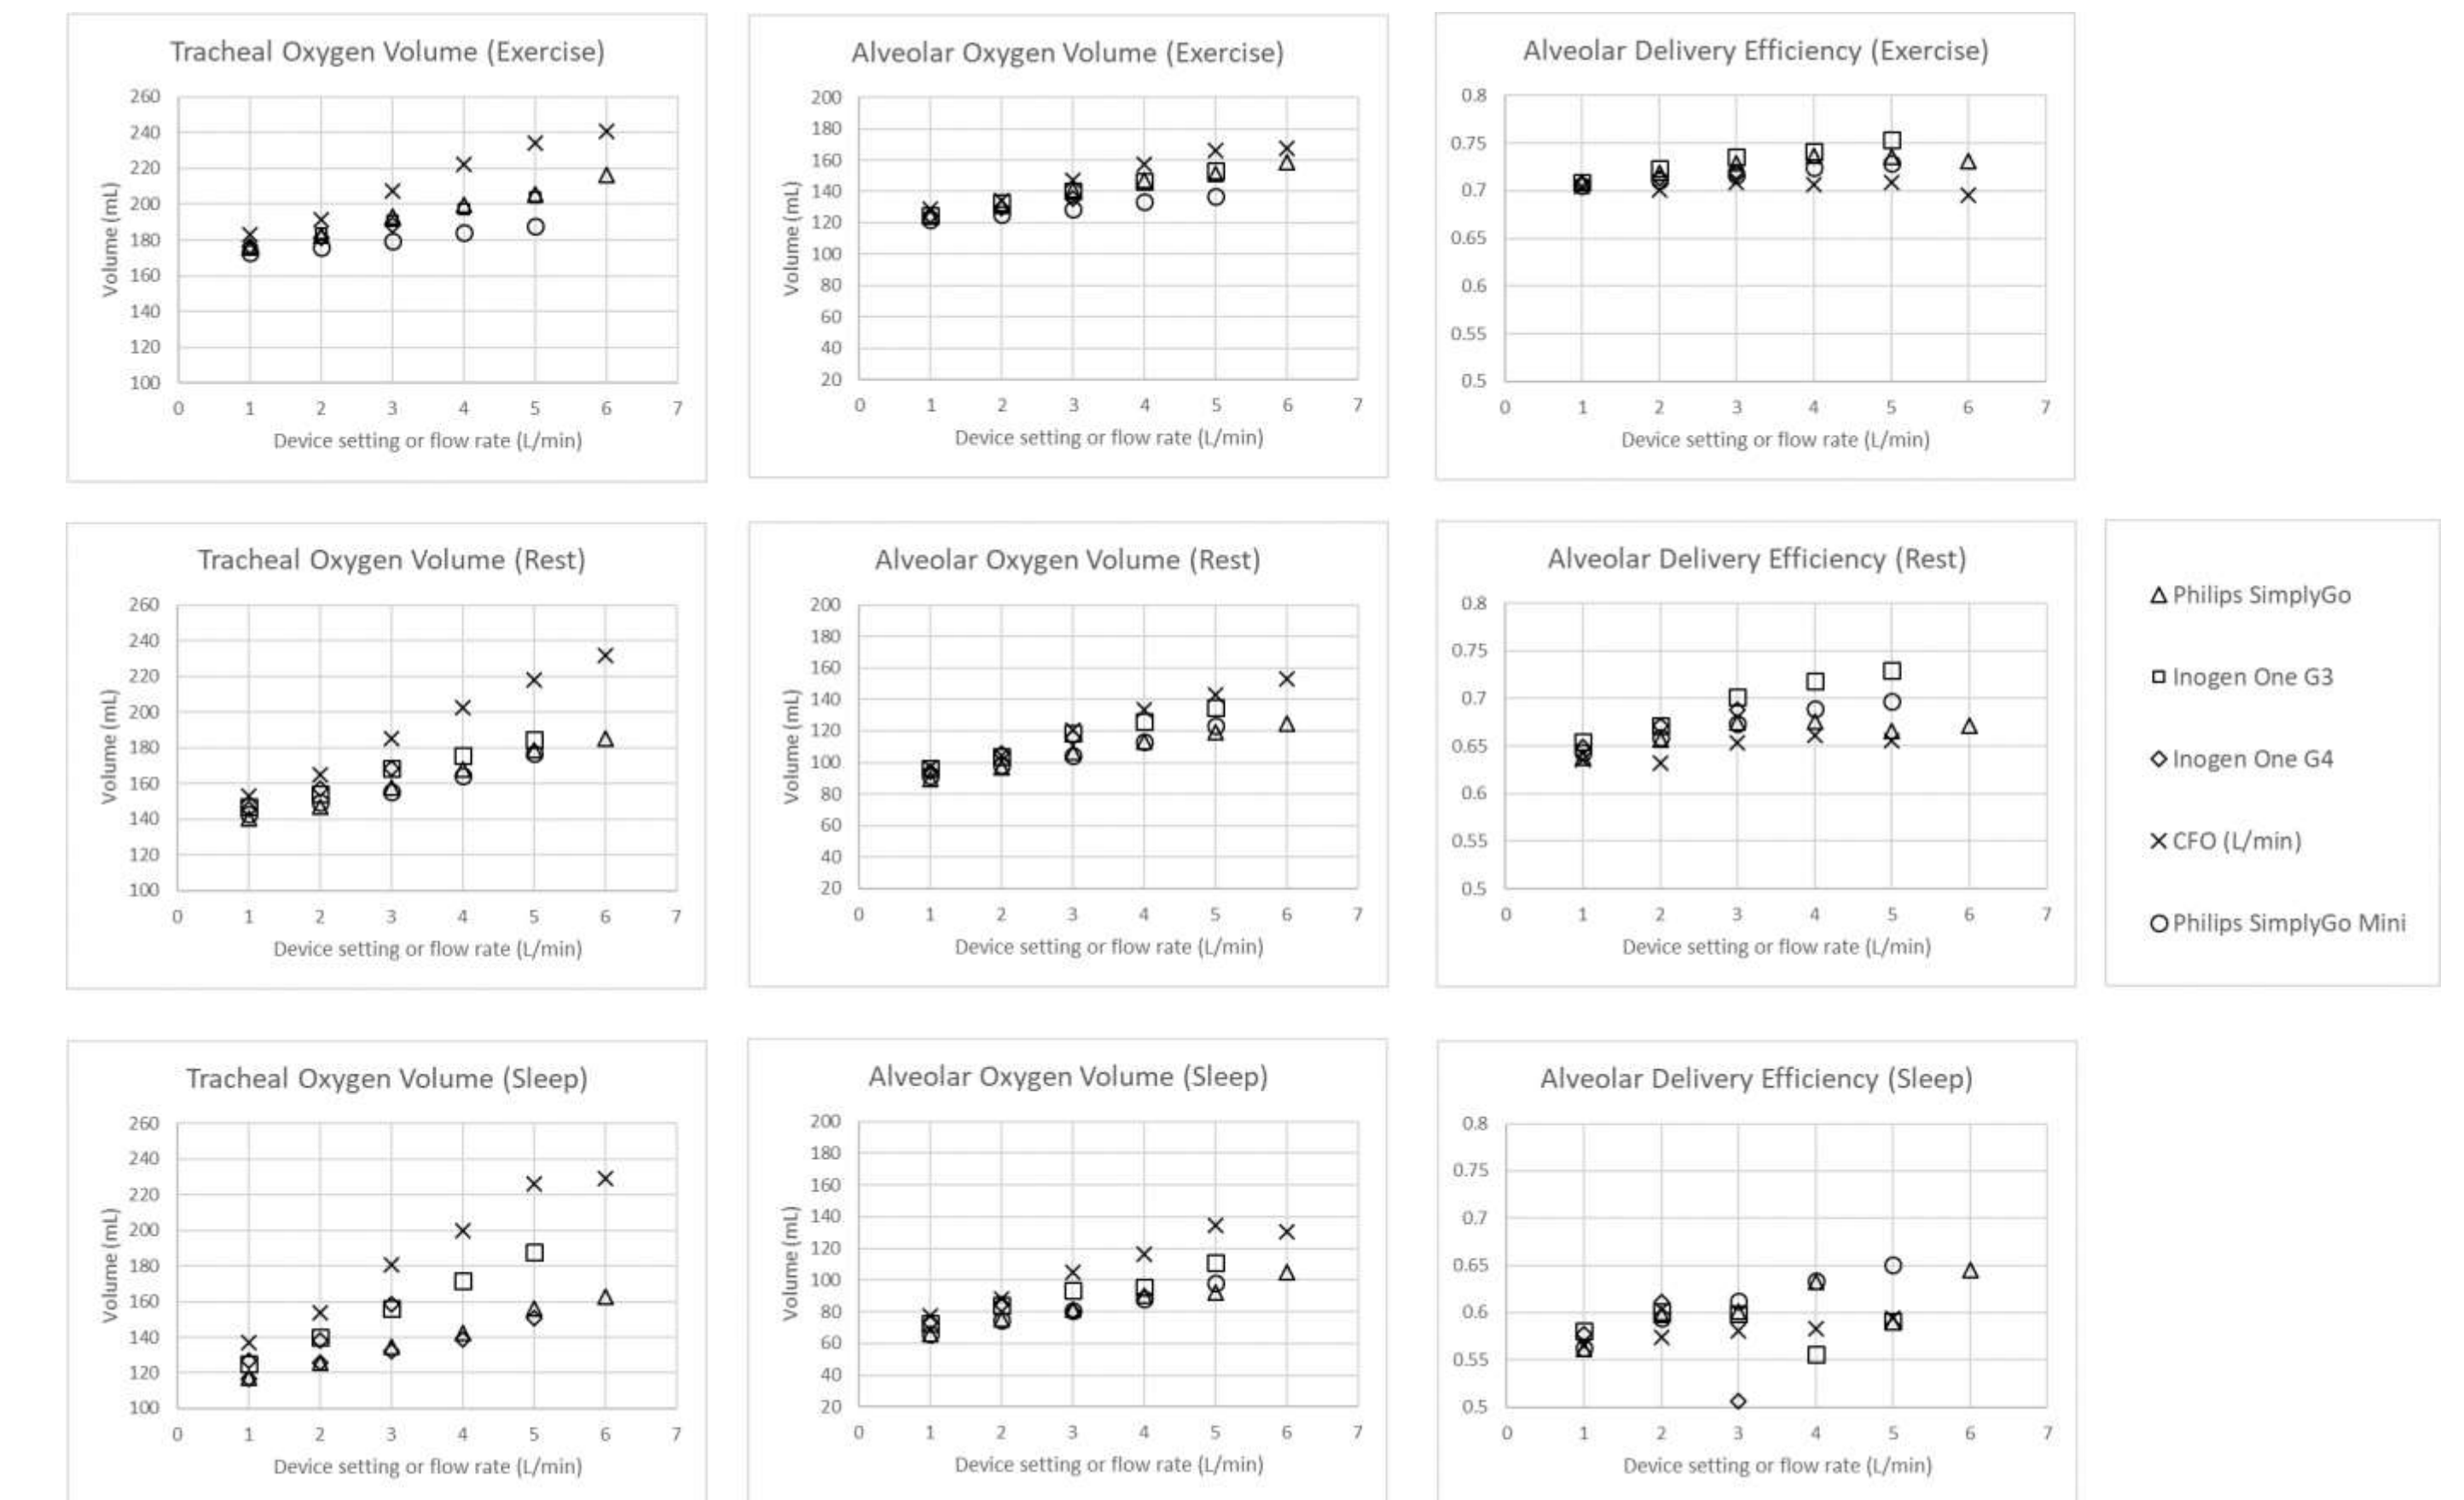 Tracheal Oxygen Volume (Exercise)
260
240
220
200
180
160
140
120
100
Volume (mL)
0 1 2 3 4 5 6 7
Device setting or flow rate (L/min)
Alveolar Oxygen Volume (Exercise)
200
180
160
140
120
100
80
60
40
20
Volume (mL)
0 1 2 3 4 5 6 7
Device setting or flow rate (L/min)
Alveolar Delivery Efficiency (Exercise)
0.8
0.75
0.7
0.65
0.6
0.55
0.5
0 1 2 3 4 5 6 7
Device setting or flow rate (L/min)
Tracheal Oxygen Volume (Rest)
260
240
220
200
180
160
140
120
100
Volume (mL)
0 1 2 3 4 5 6 7
Device setting or flow rate (L/min)
Alveolar Oxygen Volume (Rest)
200
180
160
140
120
100
80
60
40
20
Volume (mL)
0 1 2 3 4 5 6 7
Device setting or flow rate (L/min)
Alveolar Delivery Efficiency (Rest)
0.8
0.75
0.7
0.65
0.6
0.55
0.5
0 1 2 3 4 5 6 7
Device setting or flow rate (L/min)
Philips SimplyGo
Inogen One G3
Inogen One G4
CFO (L/min)
Philips SimplyGo Mini
Tracheal Oxygen Volume (Sleep)
260
240
220
200
180
160
140
120
100
Volume (mL)
0 1 2 3 4 5 6 7
Device setting or flow rate (L/min)
Alveolar Oxygen Volume (Sleep)
200
180
160
140
120
100
80
60
40
20
Volume (mL)
0 1 2 3 4 5 6 7
Device setting or flow rate (L/min)
Alveolar Delivery Efficiency (Sleep)
0.8
0.75
0.7
0.65
0.6
0.55
0.5
0 1 2 3 4 5 6 7
Device setting or flow rate (L/min)